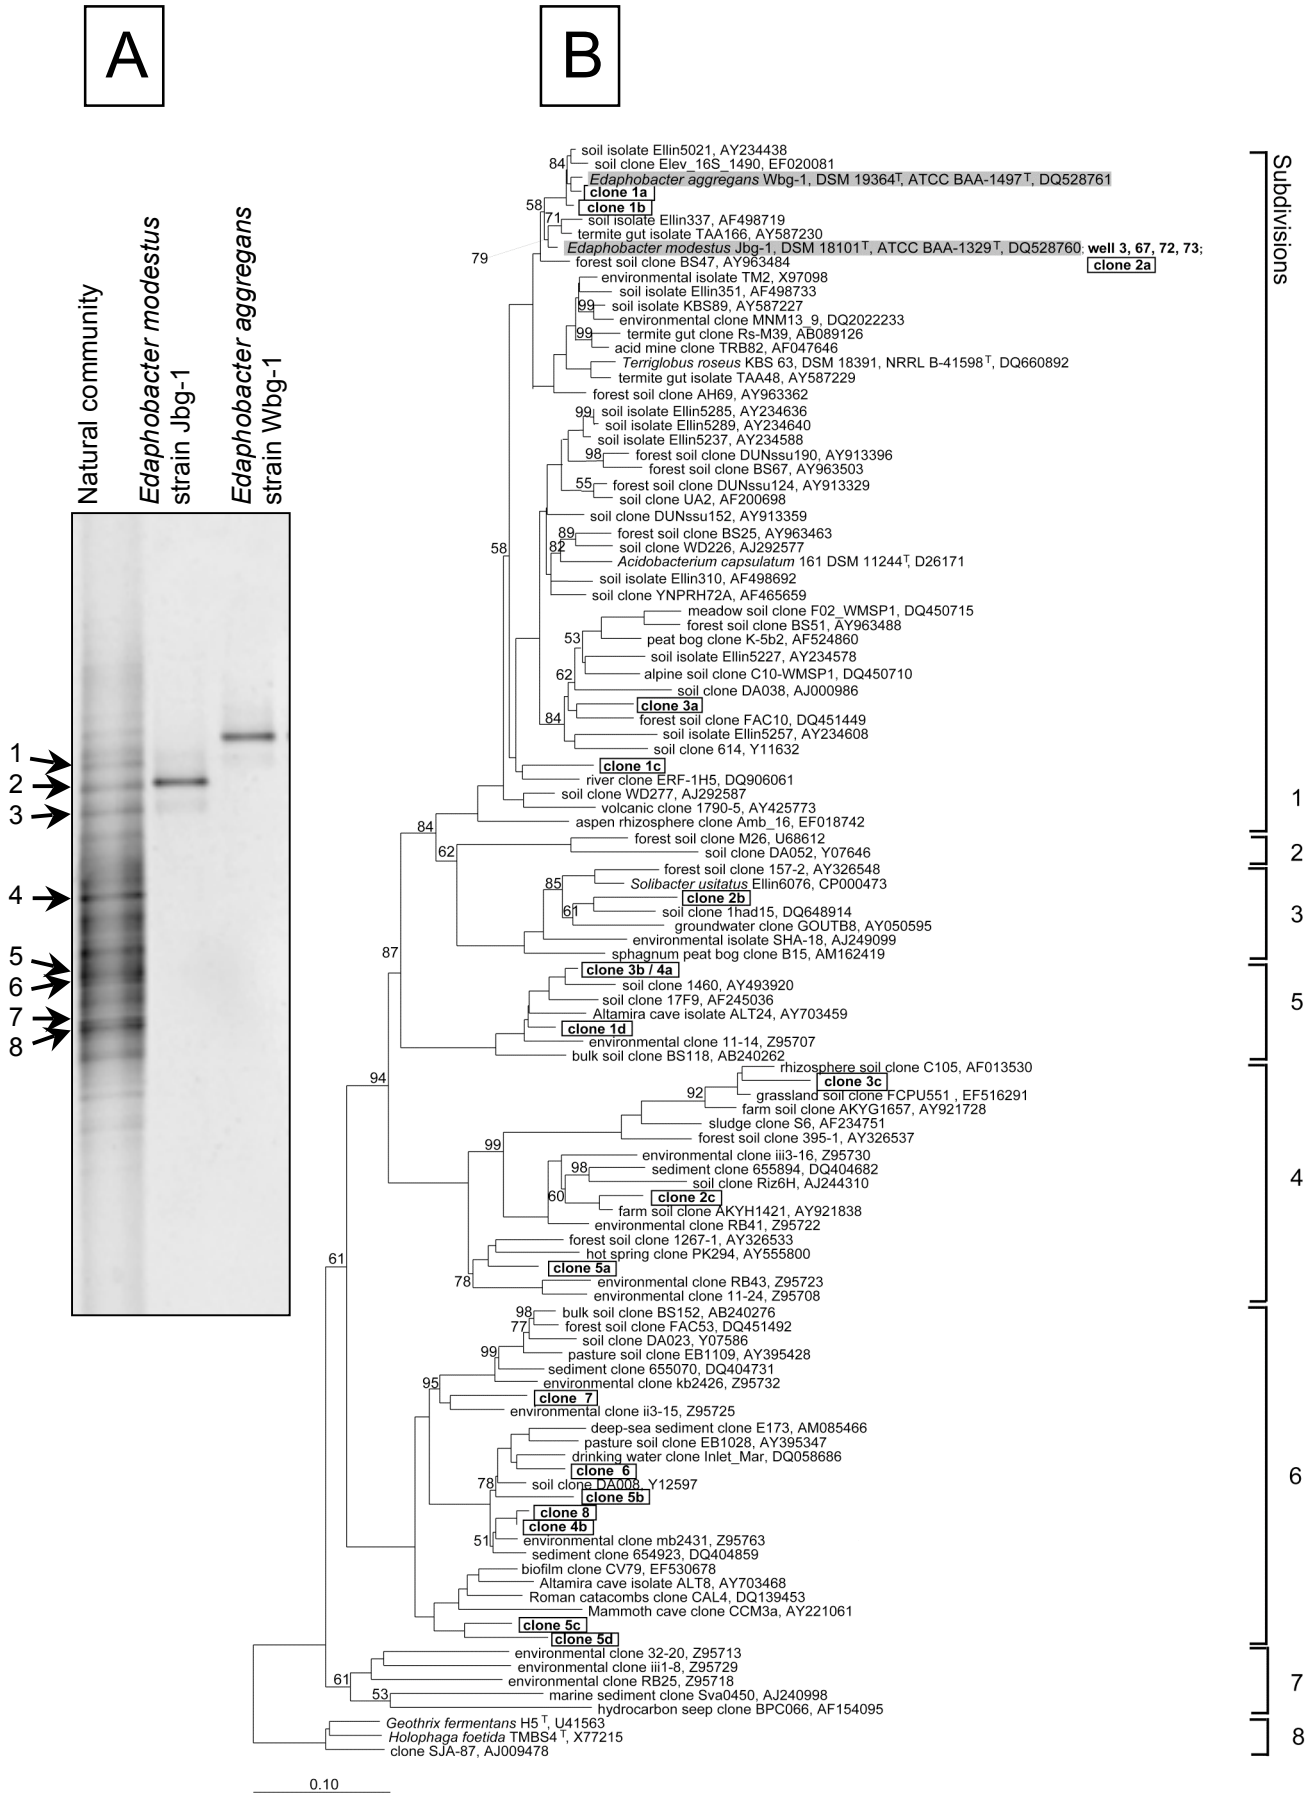 A
B
Natural community
Edaphobacter modestus
strain Jbg-1
Edaphobacter aggregans
strain Wbg-1
1
2
3
4
5
6
7
8
soil isolate Ellin5021, AY234438
84
soil clone Elev_16S_1490, EF020081
Edaphobacter aggregans Wbg-1, DSM 19364T, ATCC BAA-1497T, DQ528761
clone 1a
58
clone 1b
71
soil isolate Ellin337, AF498719
termite gut isolate TAA166, AY587230
Edaphobacter modestus Jbg-1, DSM 18101T, ATCC BAA-1329T, DQ528760; well 3, 67, 72, 73;
79
forest soil clone BS47, AY963484
clone 2a
environmental isolate TM2, X97098
soil isolate Ellin351, AF498733
99
soil isolate KBS89, AY587227
environmental clone MNM13_9, DQ2022233
99
termite gut clone Rs-M39, AB089126
acid mine clone TRB82, AF047646
Terriglobus roseus KBS 63, DSM 18391, NRRL B-41598T, DQ660892
termite gut isolate TAA48, AY587229
forest soil clone AH69, AY963362
99
soil isolate Ellin5285, AY234636
soil isolate Ellin5289, AY234640
soil isolate Ellin5237, AY234588
98
forest soil clone DUNssu190, AY913396
forest soil clone BS67, AY963503
55
forest soil clone DUNssu124, AY913329
soil clone UA2, AF200698
soil clone DUNssu152, AY913359
89
forest soil clone BS25, AY963463
58
82
soil clone WD226, AJ292577
Acidobacterium capsulatum 161 DSM 11244T, D26171
soil isolate Ellin310, AF498692
soil clone YNPRH72A, AF465659
meadow soil clone F02_WMSP1, DQ450715
forest soil clone BS51, AY963488
53
peat bog clone K-5b2, AF524860
soil isolate Ellin5227, AY234578
62
alpine soil clone C10-WMSP1, DQ450710
soil clone DA038, AJ000986
clone 3a
84
forest soil clone FAC10, DQ451449
soil isolate Ellin5257, AY234608
soil clone 614, Y11632
clone 1c
river clone ERF-1H5, DQ906061
soil clone WD277, AJ292587
volcanic clone 1790-5, AY425773
aspen rhizosphere clone Amb_16, EF018742
84
forest soil clone M26, U68612
62
soil clone DA052, Y07646
forest soil clone 157-2, AY326548
85
Solibacter usitatus Ellin6076, CP000473
clone 2b
61
soil clone 1had15, DQ648914
groundwater clone GOUTB8, AY050595
environmental isolate SHA-18, AJ249099
87
sphagnum peat bog clone B15, AM162419
clone 3b / 4a
soil clone 1460, AY493920
soil clone 17F9, AF245036
Altamira cave isolate ALT24, AY703459
clone 1d
environmental clone 11-14, Z95707
bulk soil clone BS118, AB240262
rhizosphere soil clone C105, AF013530
94
clone 3c
92
grassland soil clone FCPU551 , EF516291
farm soil clone AKYG1657, AY921728
sludge clone S6, AF234751
forest soil clone 395-1, AY326537
99
environmental clone iii3-16, Z95730
98
sediment clone 655894, DQ404682
soil clone Riz6H, AJ244310
60
clone 2c
farm soil clone AKYH1421, AY921838
environmental clone RB41, Z95722
forest soil clone 1267-1, AY326533
61
hot spring clone PK294, AY555800
clone 5a
78
environmental clone RB43, Z95723
environmental clone 11-24, Z95708
98
bulk soil clone BS152, AB240276
77
forest soil clone FAC53, DQ451492
soil clone DA023, Y07586
99
pasture soil clone EB1109, AY395428
sediment clone 655070, DQ404731
95
environmental clone kb2426, Z95732
clone 7
environmental clone ii3-15, Z95725
deep-sea sediment clone E173, AM085466
pasture soil clone EB1028, AY395347
drinking water clone Inlet_Mar, DQ058686
clone 6
78
soil clone DA008, Y12597
clone 5b
clone 8
clone 4b
51
environmental clone mb2431, Z95763
sediment clone 654923, DQ404859
biofilm clone CV79, EF530678
Altamira cave isolate ALT8, AY703468
Roman catacombs clone CAL4, DQ139453
Mammoth cave clone CCM3a, AY221061
clone 5c
clone 5d
environmental clone 32-20, Z95713
environmental clone iii1-8, Z95729
61
environmental clone RB25, Z95718
53
marine sediment clone Sva0450, AJ240998
hydrocarbon seep clone BPC066, AF154095
Geothrix fermentans H5 T, U41563
Holophaga foetida TMBS4 T, X77215
clone SJA-87, AJ009478
0.10
Subdivisions
1
2
3
5
4
6
7
8